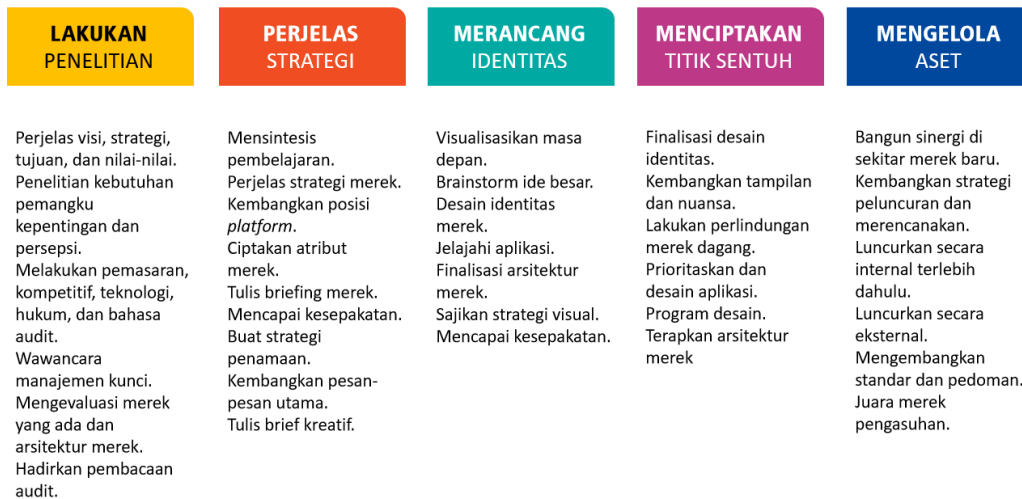 LAKUKAN
PENELITIAN
Perjelas visi, strategi,
tujuan, dan nilai-nilai.
Penelitian kebutuhan
pemangku
kepentingan dan
persepsi.
Melakukan pemasaran,
kompetitif, teknologi,
hukum, dan bahasa
audit.
Wawancara
manajemen kunci.
Mengevaluasi merek
yang ada dan
arsitektur merek.
Hadirkan pembacaan
audit.
PERJELAS
STRATEGI
Mensintesis
pembelajaran.
Perjelas strategi merek.
Kembangkan posisi
platform.
Ciptakan atribut
merek.
Tulis briefing merek.
Mencapai kesepakatan.
Buat strategi
penamaan.
Kembangkan pesan-
pesan utama.
Tulis brief kreatif.
MERANCANG
IDENTITAS
Visualisasikan masa
depan.
Brainstorm ide besar.
Desain identitas
merek.
Jelajahi aplikasi.
Finalisasi arsitektur
merek.
Sajikan strategi visual.
Mencapai kesepakatan.
MENCIPTAKAN
TITIK SENTUH
Finalisasi desain
identitas.
Kembangkan tampilan
dan nuansa.
Lakukan perlindungan
merek dagang.
Prioritaskan dan
desain aplikasi.
Program desain.
Terapkan arsitektur
merek
MENGELOLA
ASET
Bangun sinergi di
sekitar merek baru.
Kembangkan strategi
peluncuran dan
merencanakan.
Luncurkan secara
internal terlebih
dahulu.
Luncurkan secara
eksternal.
Mengembangkan
standar dan pedoman.
Juara merek
pengasuhan.